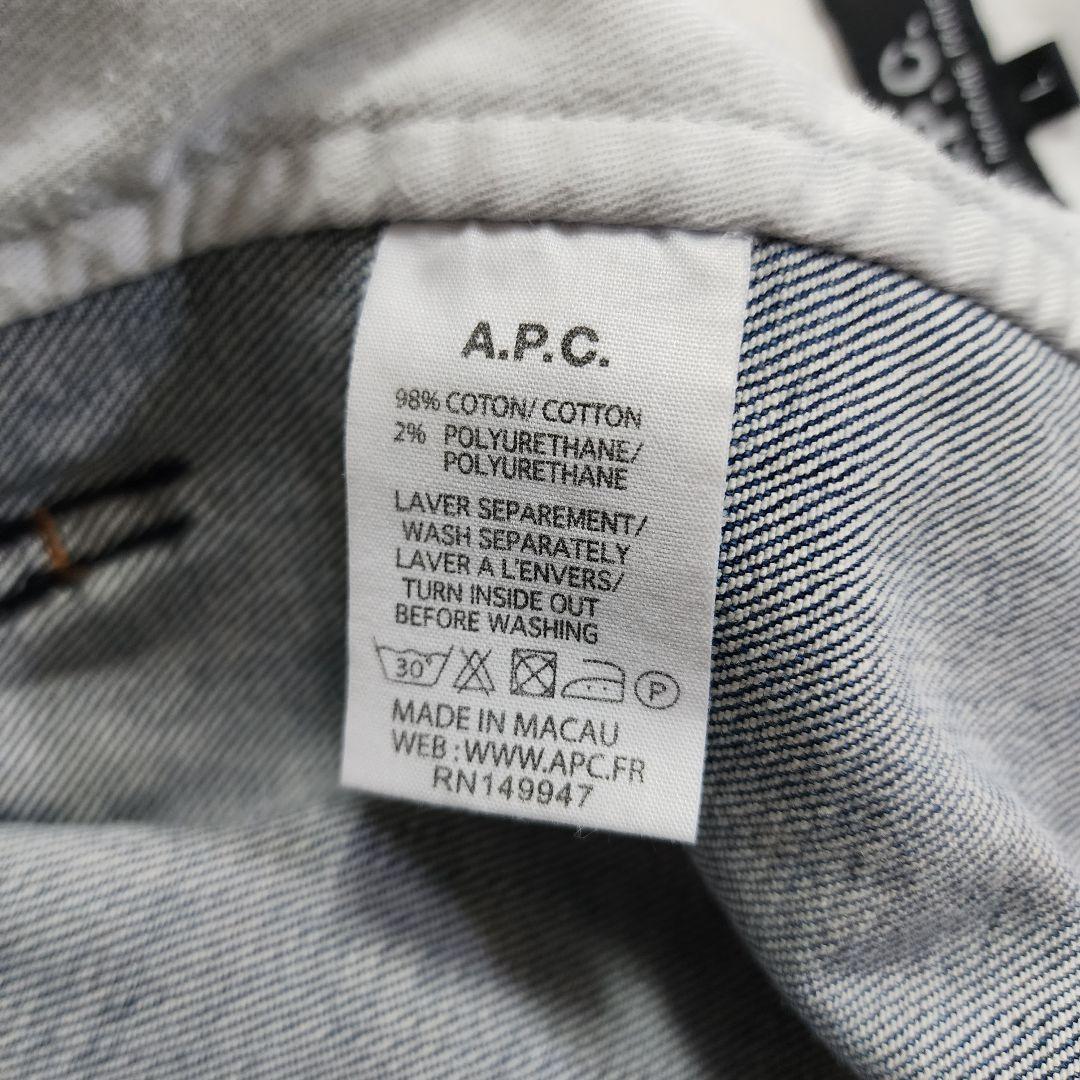 A.P.C.
98% COTON/ COTTON
2% POLYURETHANE/
POLYURETHANE
LAVER SEPAREMENT/
WASH SEPARATELY
LAVER A L'ENVERS/
TURN INSIDE OUT
BEFORE WASHING
30°
P
MADE IN MACAU
WEB : WWW.APC.FR
RN149947